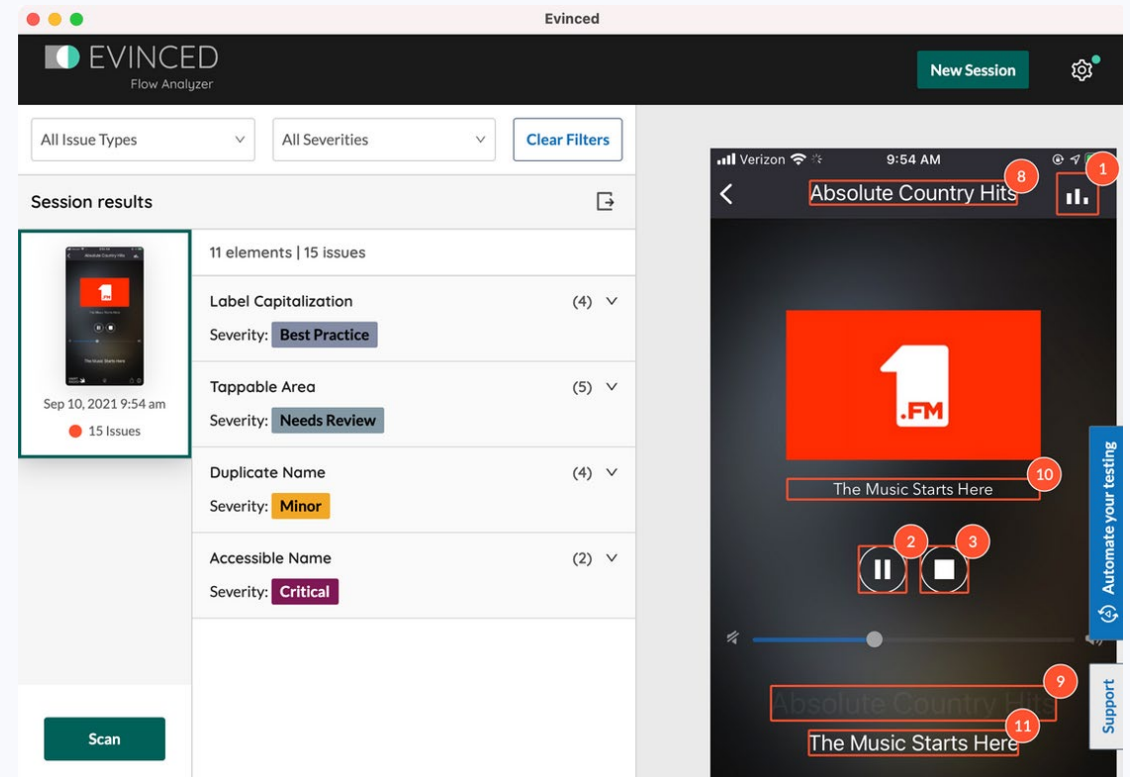 Evinced
EVINCED
Flow Analyzer
New Session
All Issue Types
All Severities
Clear Filters
Session results
11 elements | 15 issues
Sep 10, 2021 9:54 am
15 Issues
Label Capitalization (4)
Severity: Best Practice
Tappable Area (5)
Severity: Needs Review
Duplicate Name (4)
Severity: Minor
Accessible Name (2)
Severity: Critical
Scan
Verizon 9:54 AM
1
8
Absolute Country Hits
1
.FM
10
The Music Starts Here
2
3
9
Absolute Country Hits
11
The Music Starts Here
Automate your testing
Support